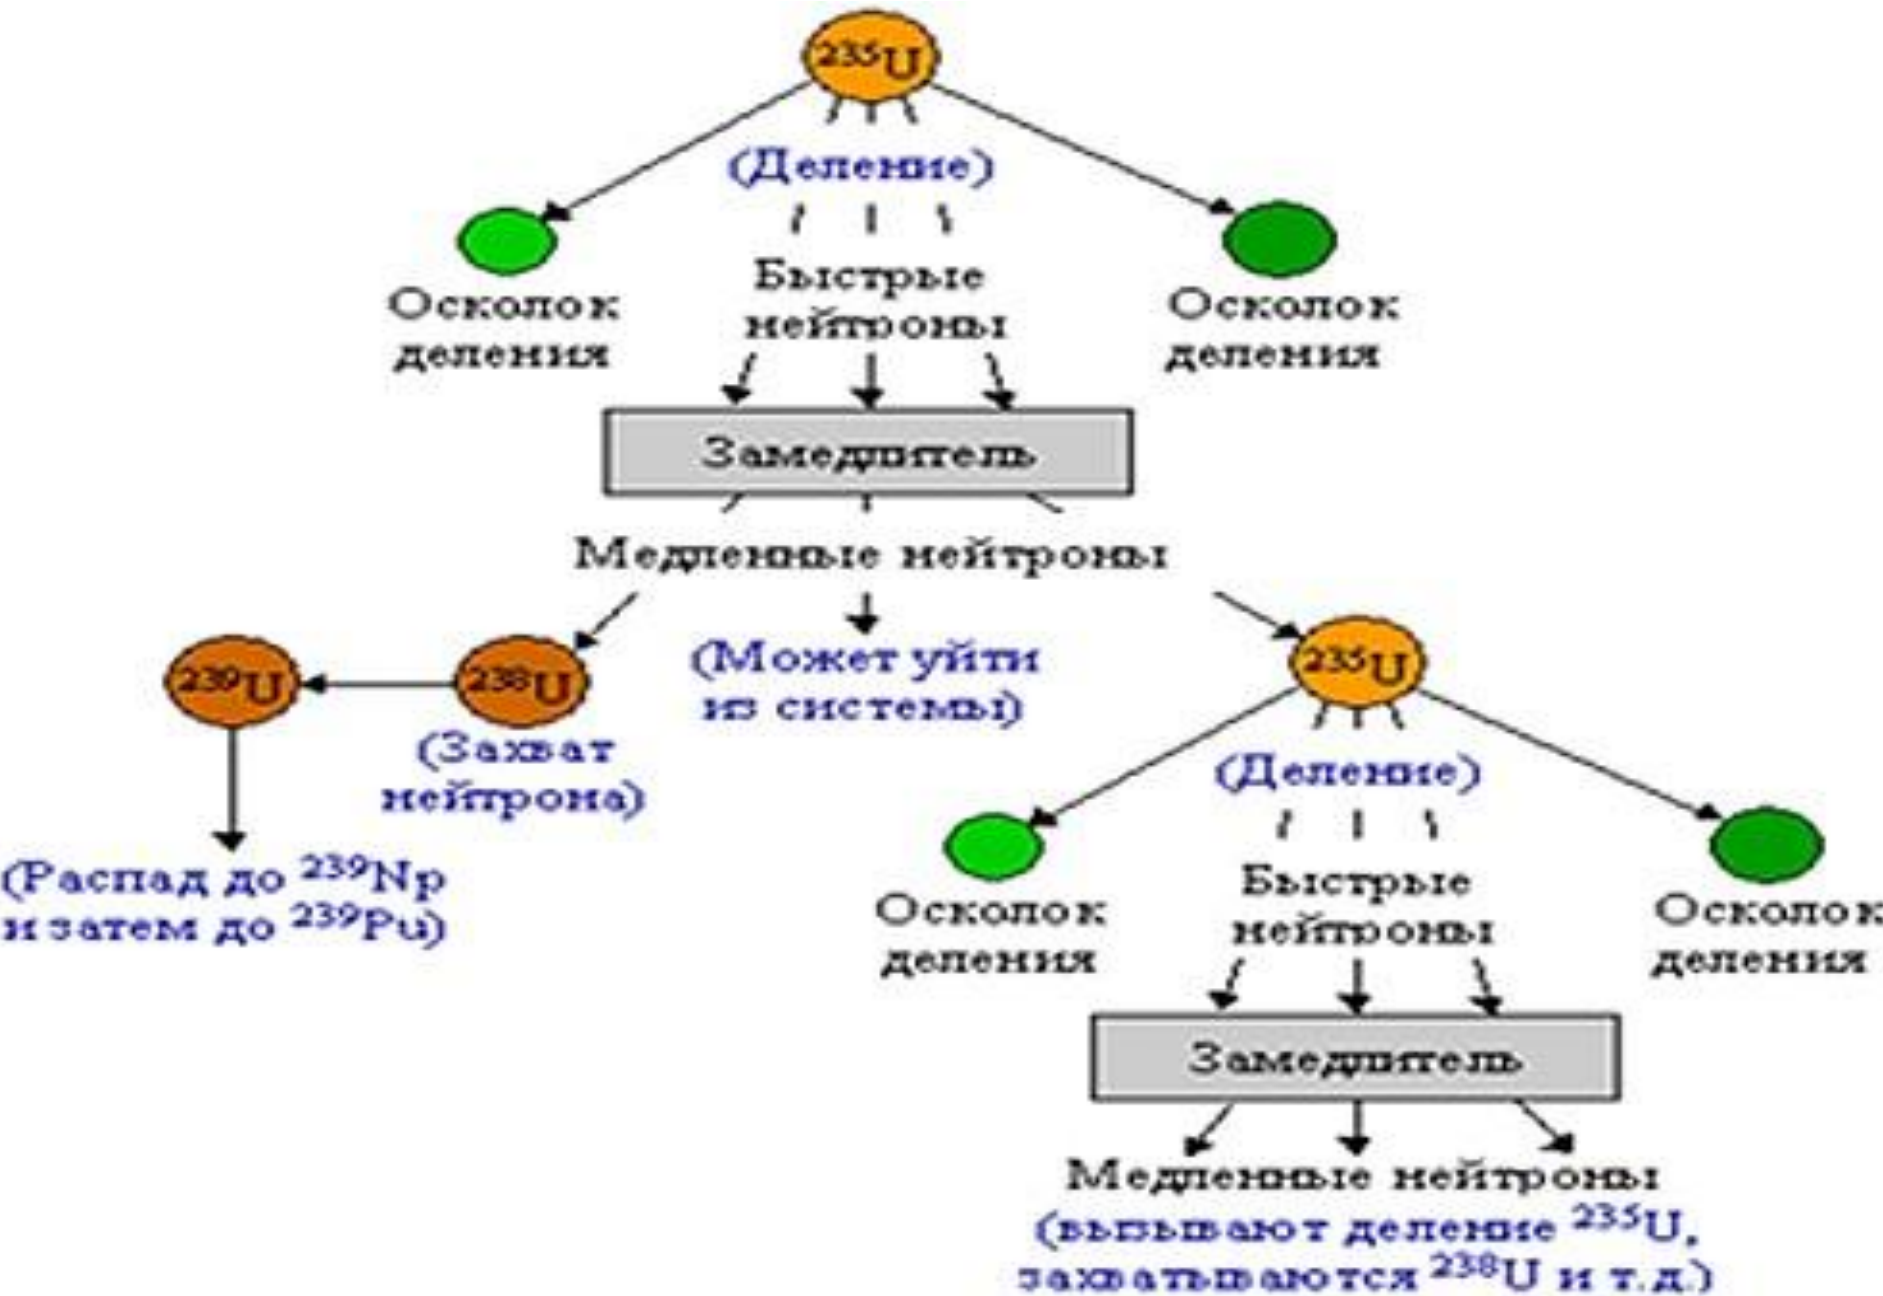 ²³⁵U
(Деление)
Быстрые
нейтроны
Осколок
деления
Осколок
деления
Замедлитель
Медленные нейтроны
²³⁹U
²³⁸U
(Захват
нейтрона)
(Может уйти
из системы)
²³⁵U
(Распад до ²³⁹Np
и затем до ²³⁹Pu)
(Деление)
Быстрые
нейтроны
Осколок
деления
Осколок
деления
Замедлитель
Медленные нейтроны
(вызывают деление ²³⁵U,
захватываются ²³⁸U и т.д.)